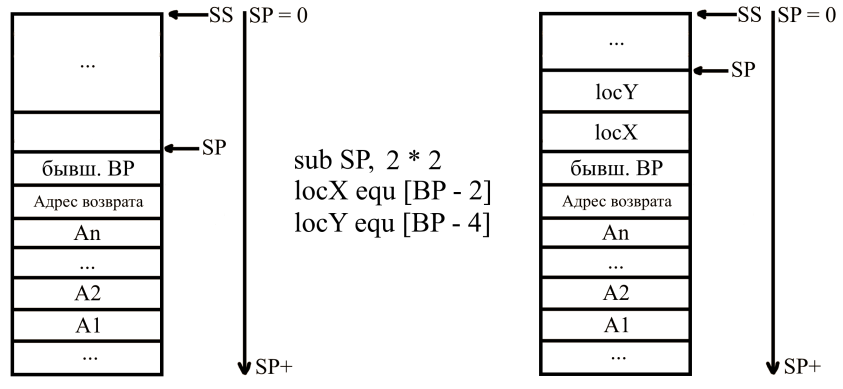 SS
SP = 0
...
SP
бывш. BP
Адрес возврата
An
...
A2
A1
...
SP+
sub SP, 2 * 2
locX equ [BP - 2]
locY equ [BP - 4]
SS
SP = 0
...
SP
locY
locX
бывш. BP
Адрес возврата
An
...
A2
A1
...
SP+